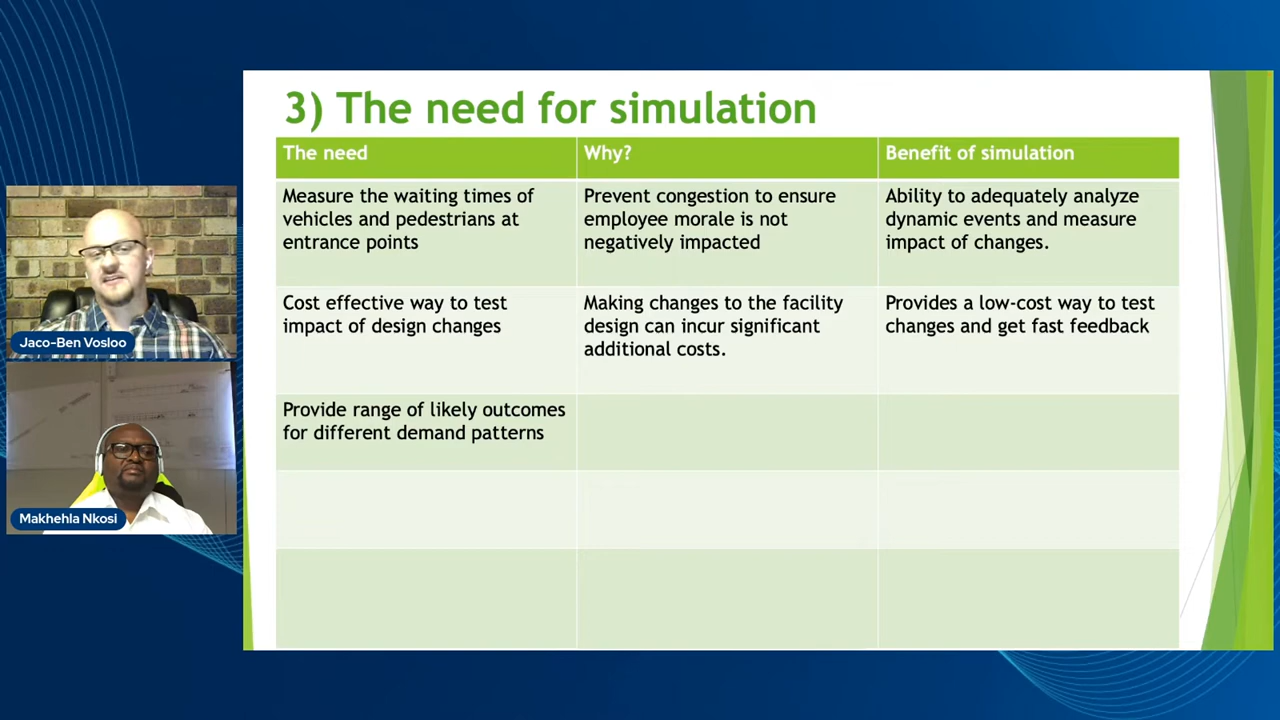 3) The need for simulation
The need
Why?
Benefit of simulation
Measure the waiting times of
vehicles and pedestrians at
entrance points
Prevent congestion to ensure
employee morale is not
negatively impacted
Ability to adequately analyze
dynamic events and measure
impact of changes.
Cost effective way to test
impact of design changes
Making changes to the facility
design can incur significant
additional costs.
Provides a low-cost way to test
changes and get fast feedback
Provide range of likely outcomes
for different demand patterns
Jaco-Ben Vosloo
Makhehla Nkosi